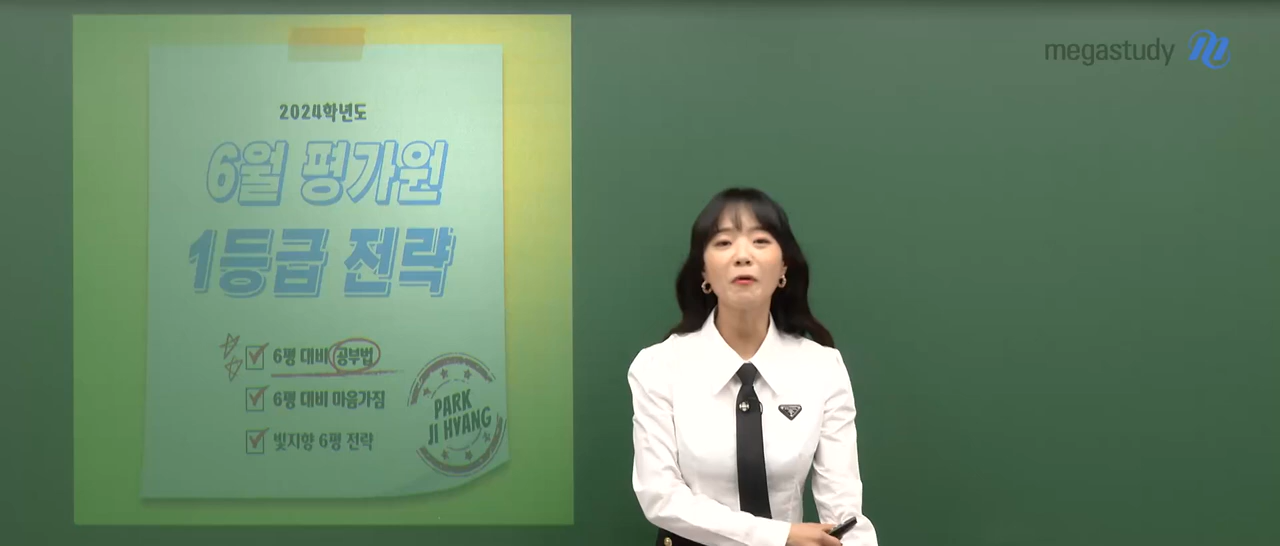 megastudy
2024학년도
6월 평가원
1등급 전략
6평 대비 공부법
6평 대비 마음가짐
빛지향 6평 전략
PARK
JI HYANG